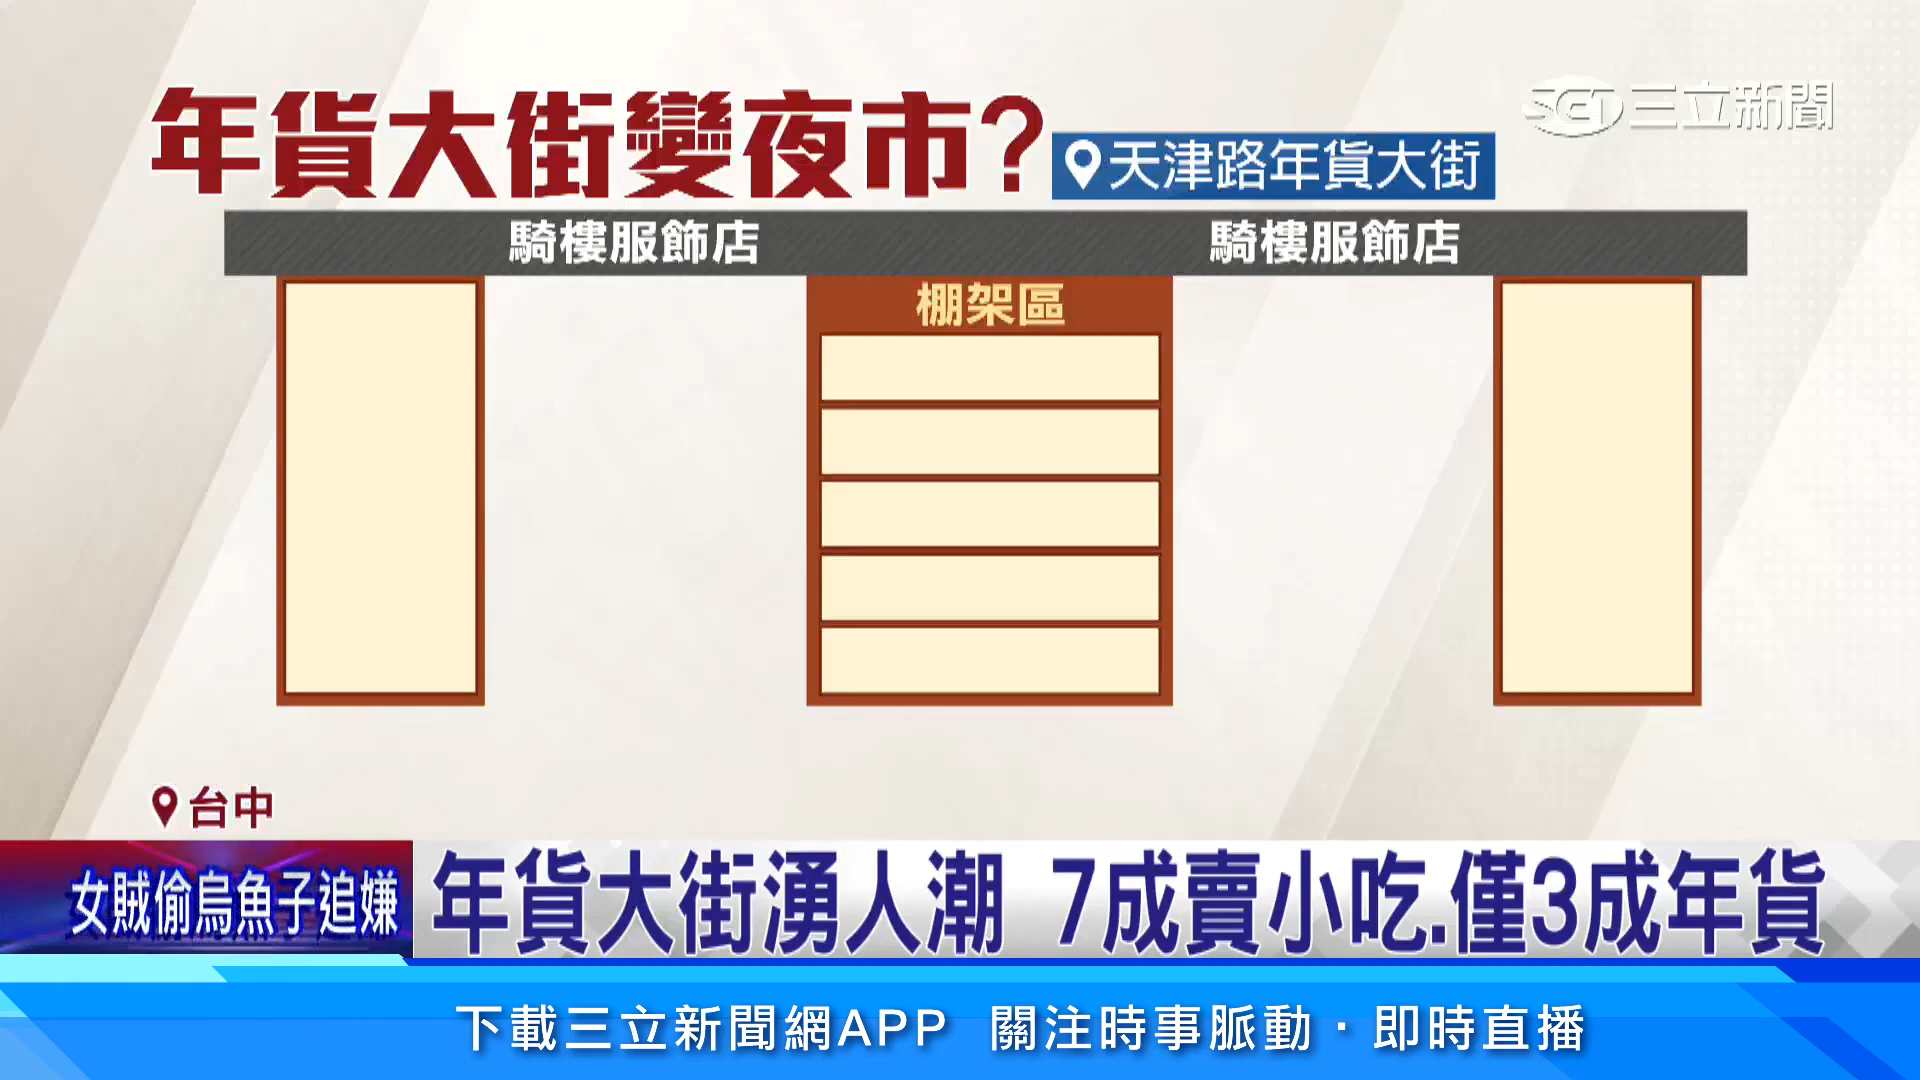 年貨大街變夜市?
天津路年貨大街
SET三立新聞
騎樓服飾店
騎樓服飾店
棚架區
台中
女賊偷烏魚子追嫌
年貨大街湧人潮 7成賣小吃.僅3成年貨
下載三立新聞網APP 關注時事脈動·即時直播